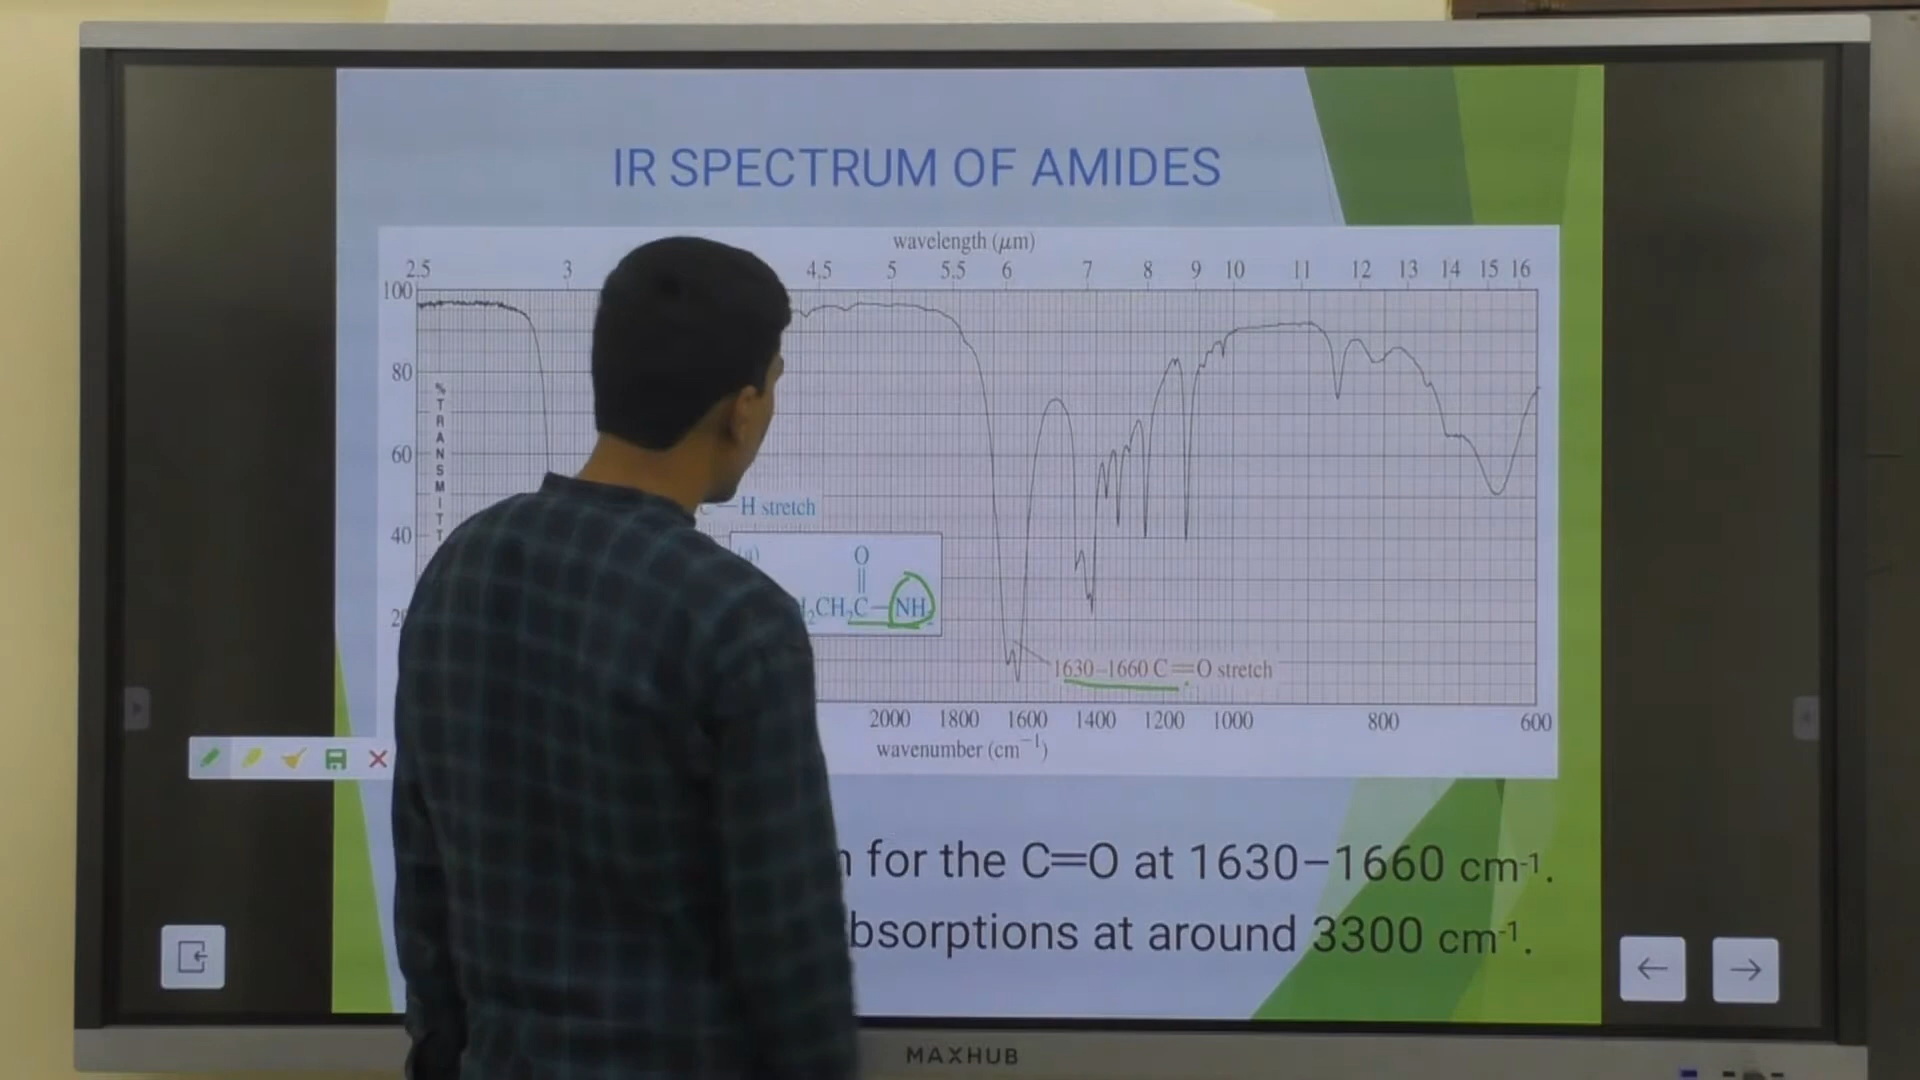 IR SPECTRUM OF AMIDES
wavelength (μm)
2.5 3 4.5 5 5.5 6 7 8 9 10 11 12 13 14 15 16
100
80
60
40
% TRANSMITT
H stretch
O
CH₂C—NH₂
1630–1660 C=O stretch
2000 1800 1600 1400 1200 1000 800 600
wavenumber (cm⁻¹)
for the C=O at 1630–1660 cm⁻¹.
at around 3300 cm⁻¹.
MAXHUB